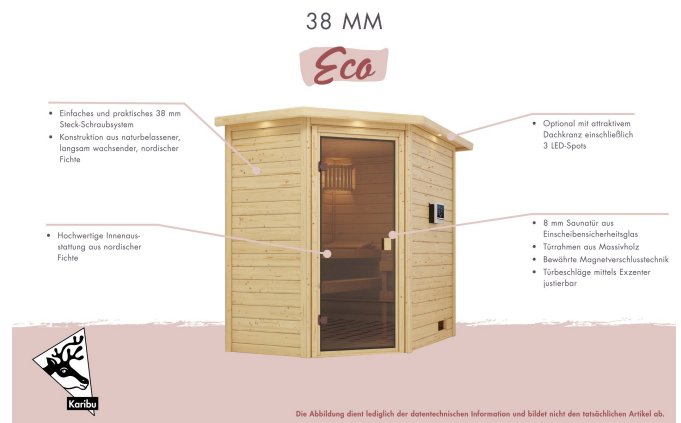 38 MM
Eco
• Einfaches und praktisches 38 mm
Steck-Schraubsystem
• Konstruktion aus naturbelassener,
langsam wachsender, nordischer
Fichte
• Optional mit attraktivem
Dachkranz einschließlich
3 LED-Spots
• Hochwertige Innenaus-
stattung aus nordischer
Fichte
• 8 mm Saunatür aus
Einscheibensicherheitsglas
• Türrahmen aus Massivholz
• Bewährte Magnetverschlusstechnik
• Türbeschläge mittels Exzenter
justierbar
Karibu
Die Abbildung dient lediglich der datentechnischen Information und bildet nicht den tatsächlichen Artikel ab.